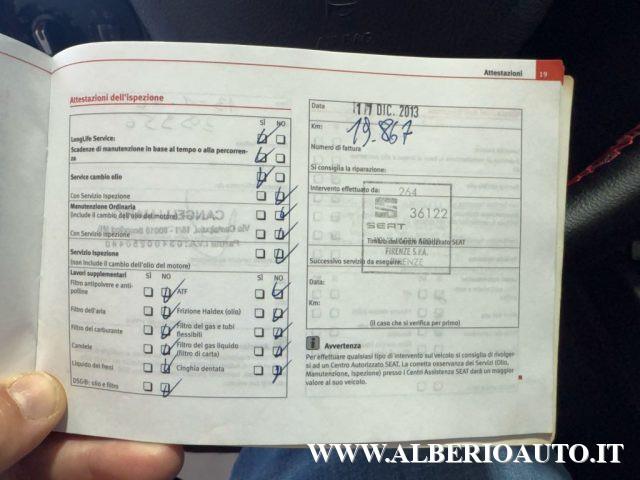 Attestazioni 19
Attestazioni dell'ispezione
SÌ NO
LongLife Service:
Scadenze di manutenzione in base al tempo o alla percorren-
za
Service cambio olio
Con Servizio Ispezione
Manutenzione Ordinaria
(Include il cambio dell'olio del motore)
Con Servizio Ispezione
Servizio Ispezione
(non Include il cambio dell'olio del motore)
Lavori supplementari SÌ NO SÌ NO
Filtro antipolvere e anti-
polline
ATF
Filtro dell'aria
Frizione Haldex (olio)
Filtro del carburante
Filtro del gas e tubi
flessibili
Candele
Filtro del gas liquido
(filtro di carta)
Liquido dei freni
Cinghia dentata
DSG®: olio e filtro
Data
17 DIC. 2013
Km:
19.867
Numero di fattura
Si consiglia la riparazione:
Intervento effettuato da:
264
36122
SEAT
Timbro del Centro Autorizzato SEAT
FIRENZE S.P.A.
FIRENZE
Successivo servizio da eseguire:
Data:
Km:
(il caso che si verifica per primo)
Avvertenza
Per effettuare qualsiasi tipo di intervento sul veicolo si consiglia di rivolger-
si ad un Centro Autorizzato SEAT. La corretta osservanza dei Servizi (Olio,
Manutenzione, Ispezione) presso i Centri Assistenza SEAT darà un maggior
valore al suo veicolo.
WWW.ALBERIOAUTO.IT